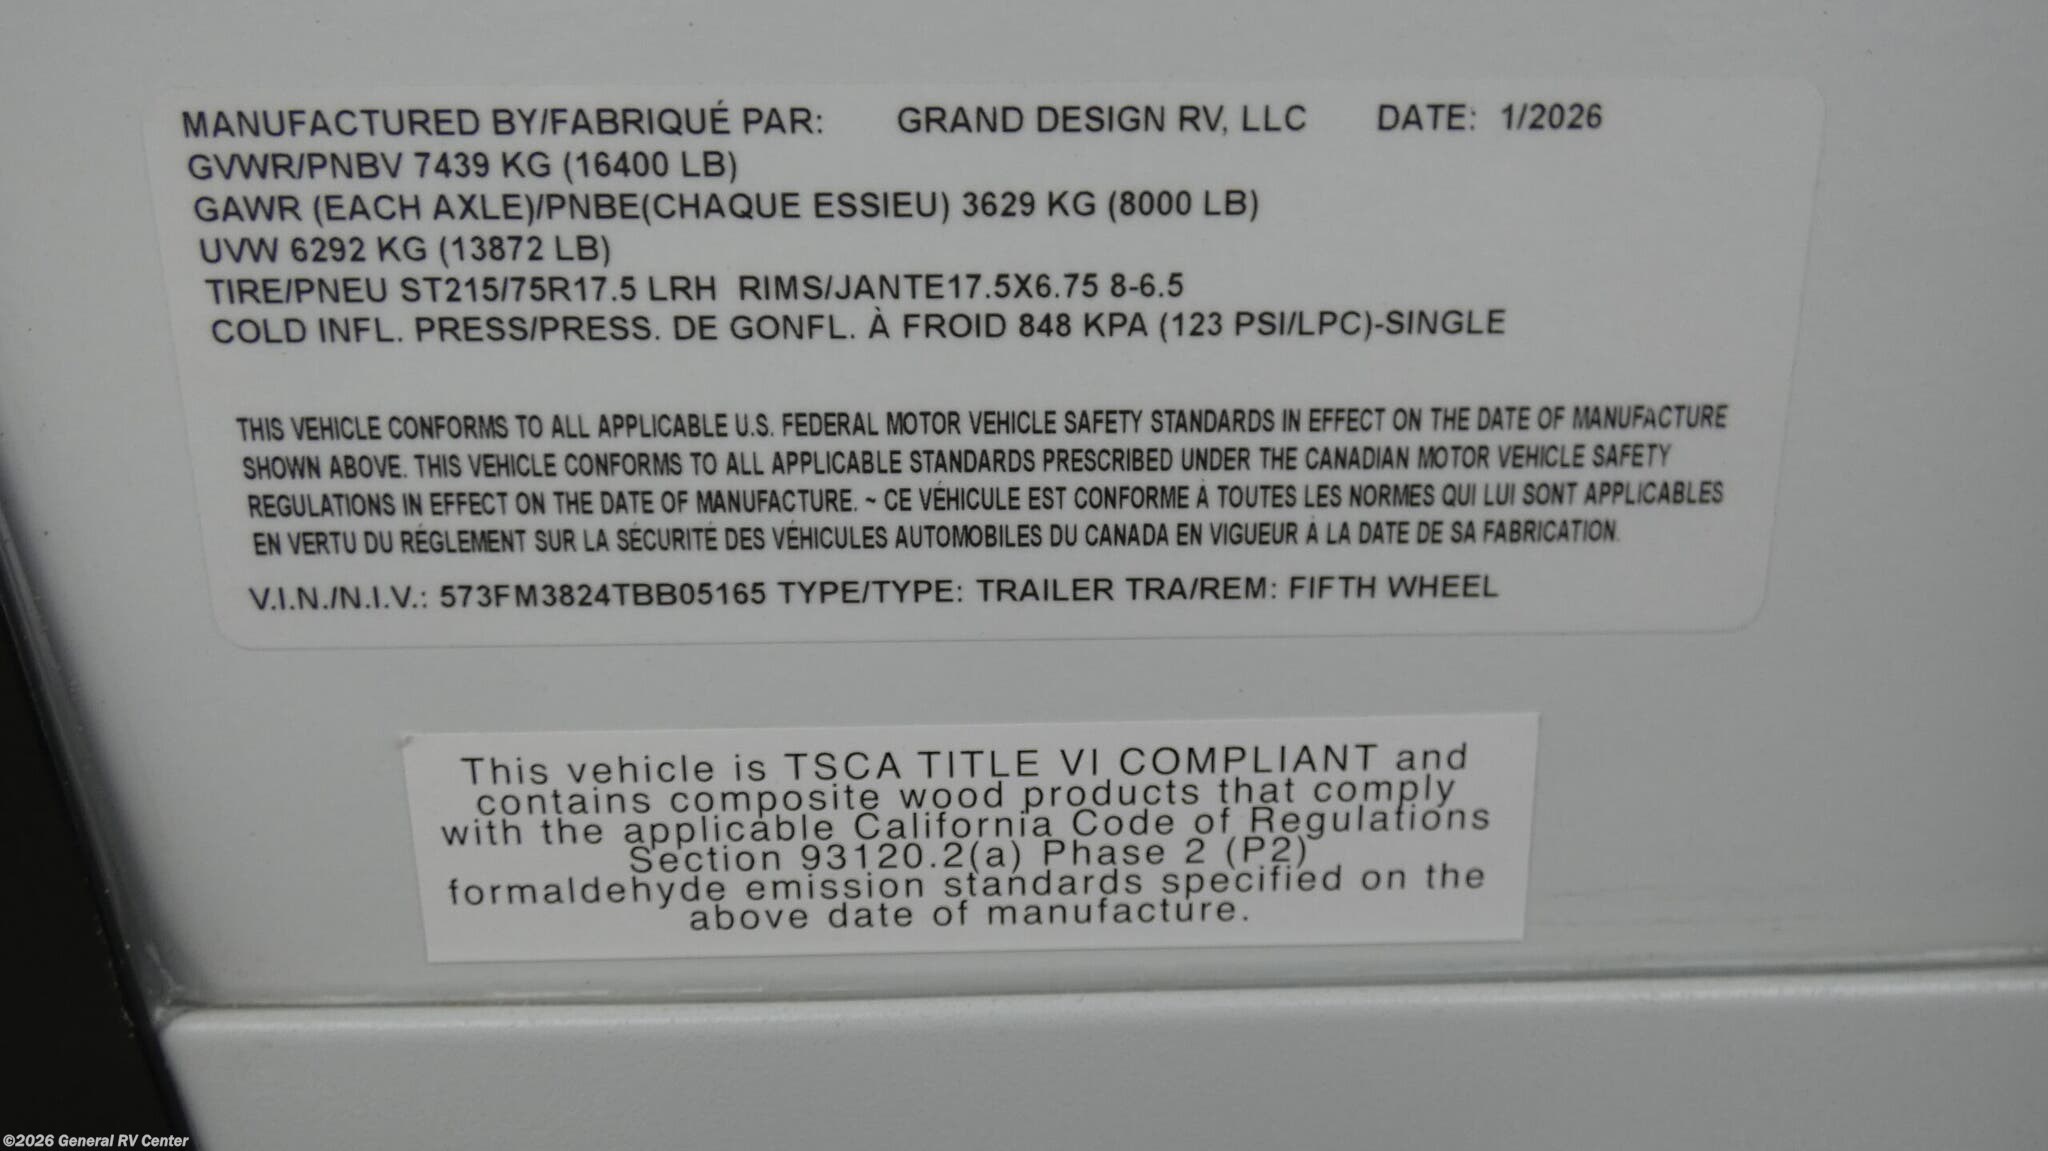 MANUFACTURED BY/FABRIQUÉ PAR: GRAND DESIGN RV, LLC DATE: 1/2026
GVWR/PNBV 7439 KG (16400 LB)
GAWR (EACH AXLE)/PNBE(CHAQUE ESSIEU) 3629 KG (8000 LB)
UVW 6292 KG (13872 LB)
TIRE/PNEU ST215/75R17.5 LRH RIMS/JANTE17.5X6.75 8-6.5
COLD INFL. PRESS/PRESS. DE GONFL. À FROID 848 KPA (123 PSI/LPC)-SINGLE
THIS VEHICLE CONFORMS TO ALL APPLICABLE U.S. FEDERAL MOTOR VEHICLE SAFETY STANDARDS IN EFFECT ON THE DATE OF MANUFACTURE
SHOWN ABOVE. THIS VEHICLE CONFORMS TO ALL APPLICABLE STANDARDS PRESCRIBED UNDER THE CANADIAN MOTOR VEHICLE SAFETY
REGULATIONS IN EFFECT ON THE DATE OF MANUFACTURE. ~ CE VÉHICULE EST CONFORME À TOUTES LES NORMES QUI LUI SONT APPLICABLES
EN VERTU DU RÉGLEMENT SUR LA SÉCURITÉ DES VÉHICULES AUTOMOBILES DU CANADA EN VIGUEUR À LA DATE DE SA FABRICATION.
V.I.N./N.I.V.: 573FM3824TBB05165 TYPE/TYPE: TRAILER TRA/REM: FIFTH WHEEL
This vehicle is TSCA TITLE VI COMPLIANT and
contains composite wood products that comply
with the applicable California Code of Regulations
Section 93120.2(a) Phase 2 (P2)
formaldehyde emission standards specified on the
above date of manufacture.
©2026 General RV Center